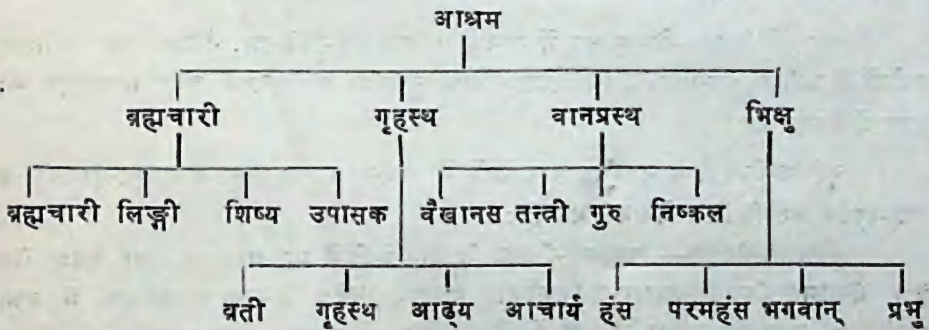 आश्रम
ब्रह्मचारी गृहस्थ वानप्रस्थ भिक्षु
ब्रह्मचारी लिङ्गी शिष्य उपासक वैखानस तन्त्री गुरु निष्कल
व्रती गृहस्थ आढ्य आचार्य हंस परमहंस भगवान् प्रभु